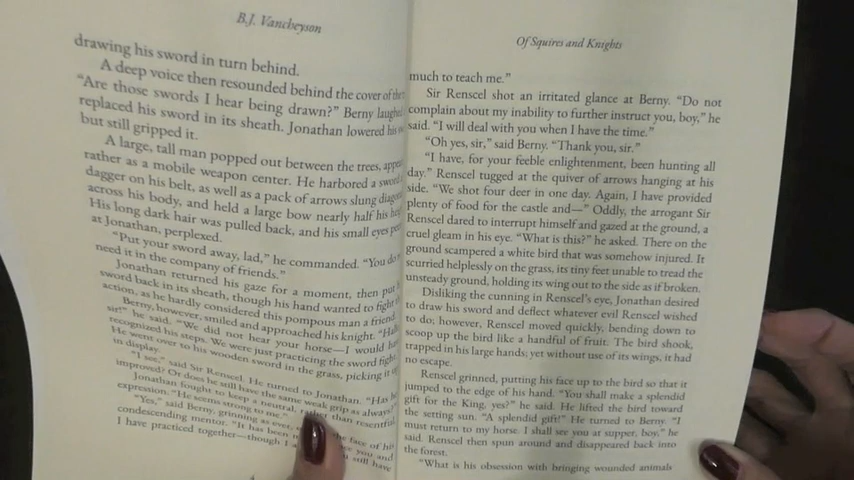 B.J. Vancheyson
drawing his sword in turn behind.
A deep voice then resounded behind the cover of the
"Are those swords I hear being drawn?" Berny laughed
replaced his sword in its sheath. Jonathan lowered his
but still gripped it.
A large, tall man popped out between the trees,
rather as a mobile weapon center. He harbored a sword
dagger on his belt, as well as a pack of arrows slung
across his body, and held a large bow nearly half his
His long dark hair was pulled back, and his small eyes
at Jonathan, perplexed.
"Put your sword away, lad," he commanded. "You do
need it in the company of friends."
Jonathan returned his gaze for a moment, then put
sword back in its sheath, though his hand wanted to fight
action, as he hardly considered this pompous man a friend.
Berny, however, smiled and approached his knight.
sir!" he said. "We did not hear your horse—I would
recognized his steps. We were just practicing the sword fight
He went over to his wooden sword in the grass, picking it
in display.
"I see," said Sir Renscel. He turned to Jonathan. "Has
improved? Or does he still have the same weak grip as always?"
Jonathan fought to keep a neutral, rather than resentful
expression. "He seems strong to me."
"Yes," said Berny, grinning as ever, the face of his
condescending mentor. "It has been you and
I have practiced together—though I still have
Of Squires and Knights
much to teach me."
Sir Renscel shot an irritated glance at Berny. "Do not
complain about my inability to further instruct you, boy," he
said. "I will deal with you when I have the time."
"Oh yes, sir," said Berny. "Thank you, sir."
"I have, for your feeble enlightenment, been hunting all
day." Renscel tugged at the quiver of arrows hanging at his
side. "We shot four deer in one day. Again, I have provided
plenty of food for the castle and—" Oddly, the arrogant Sir
Renscel dared to interrupt himself and gazed at the ground, a
cruel gleam in his eye. "What is this?" he asked. There on the
ground scampered a white bird that was somehow injured. It
scurried helplessly on the grass, its tiny feet unable to tread the
unsteady ground, holding its wing out to the side as if broken.
Disliking the cunning in Renscel's eye, Jonathan desired
to draw his sword and deflect whatever evil Renscel wished
to do; however, Renscel moved quickly, bending down to
scoop up the bird like a handful of fruit. The bird shook,
trapped in his large hands; yet without use of its wings, it had
no escape.
Renscel grinned, putting his face up to the bird so that it
jumped to the edge of his hand. "You shall make a splendid
gift for the King, yes?" he said. He lifted the bird toward
the setting sun. "A splendid gift!" He turned to Berny. "I
must return to my horse. I shall see you at supper, boy," he
said. Renscel then spun around and disappeared back into
the forest.
"What is his obsession with bringing wounded animals